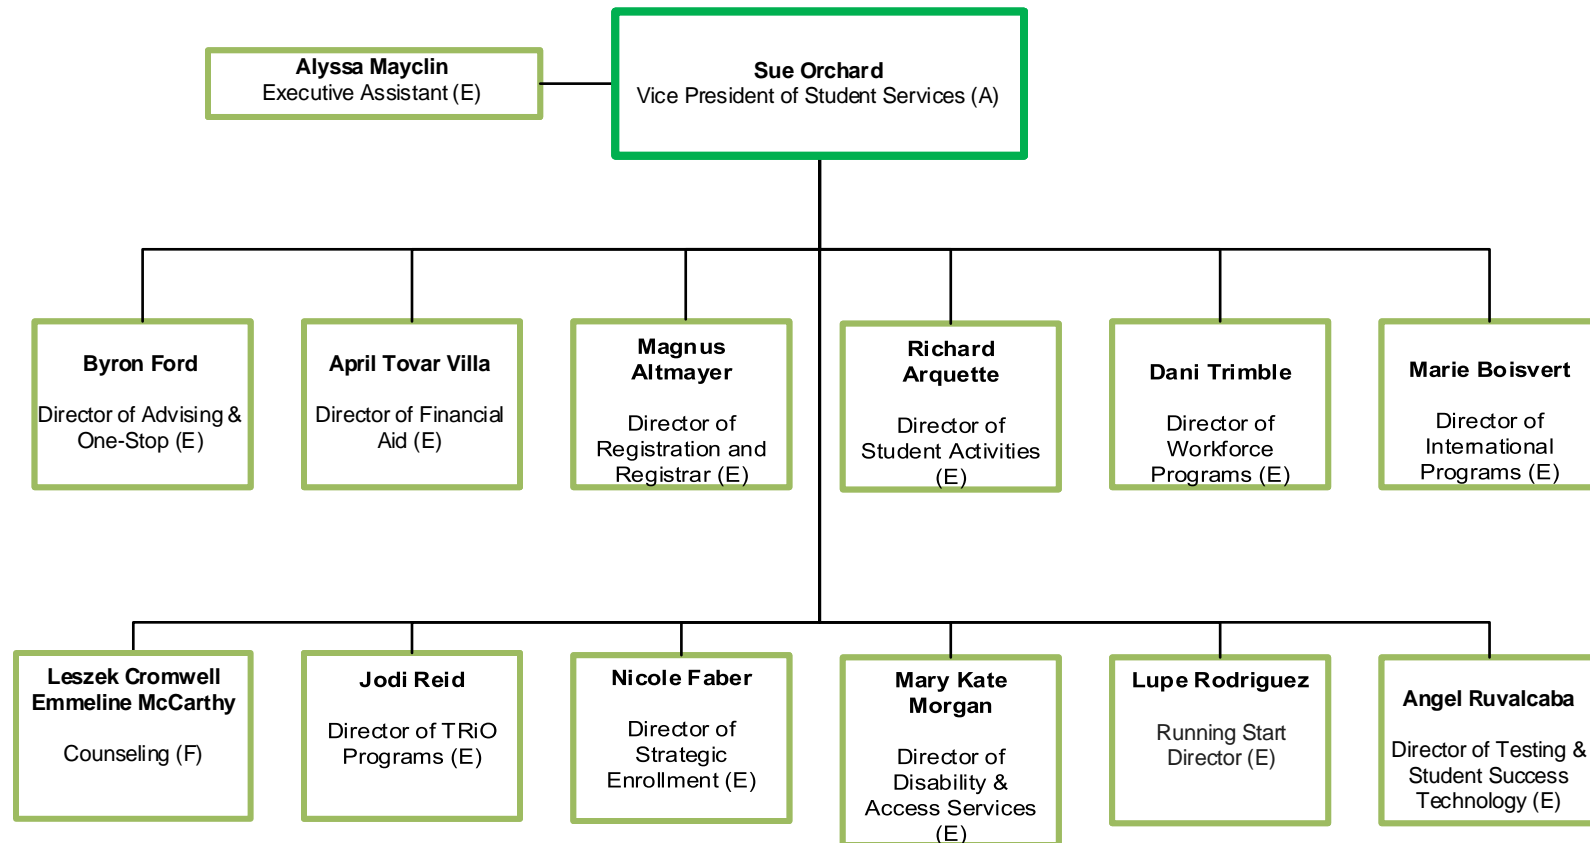 Alyssa Mayclin
Executive Assistant (E)
Sue Orchard
Vice President of Student Services (A)
Byron Ford
Director of Advising &
One-Stop (E)
April Tovar Villa
Director of Financial
Aid (E)
Magnus
Altmayer
Director of
Registration and
Registrar (E)
Richard
Arquette
Director of
Student Activities
(E)
Dani Trimble
Director of
Workforce
Programs (E)
Marie Boisvert
Director of
International
Programs (E)
Leszek Cromwell
Emmeline McCarthy
Counseling (F)
Jodi Reid
Director of TRiO
Programs (E)
Nicole Faber
Director of
Strategic
Enrollment (E)
Mary Kate
Morgan
Director of
Disability &
Access Services
(E)
Lupe Rodriguez
Running Start
Director (E)
Angel Ruvalcaba
Director of Testing &
Student Success
Technology (E)